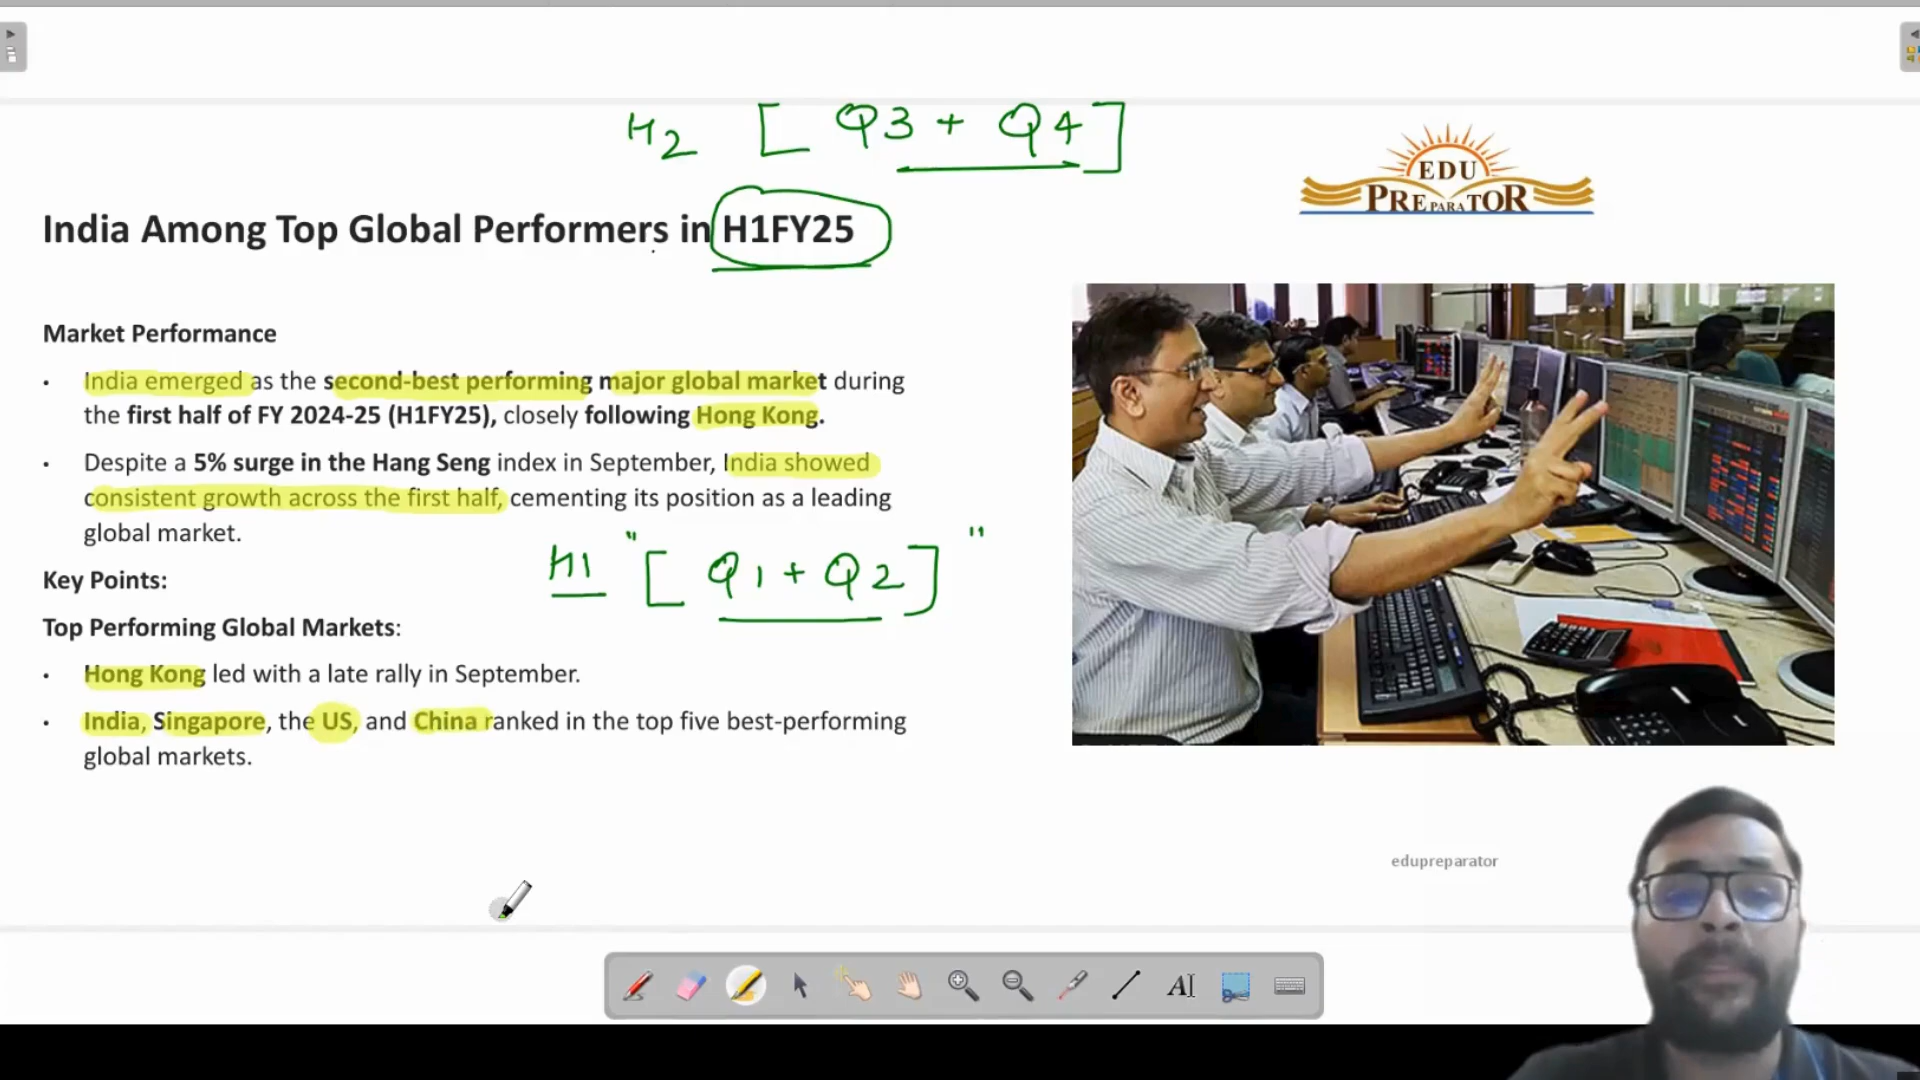 H2 [ Q3 + Q4 ]
EDU
PREPARATOR
India Among Top Global Performers in H1FY25
Market Performance
• India emerged as the second-best performing major global market during
the first half of FY 2024-25 (H1FY25), closely following Hong Kong.
• Despite a 5% surge in the Hang Seng index in September, India showed
consistent growth across the first half, cementing its position as a leading
global market.
H1 "[ Q1 + Q2 ]"
Key Points:
Top Performing Global Markets:
• Hong Kong led with a late rally in September.
• India, Singapore, the US, and China ranked in the top five best-performing
global markets.
edupreparator
AI